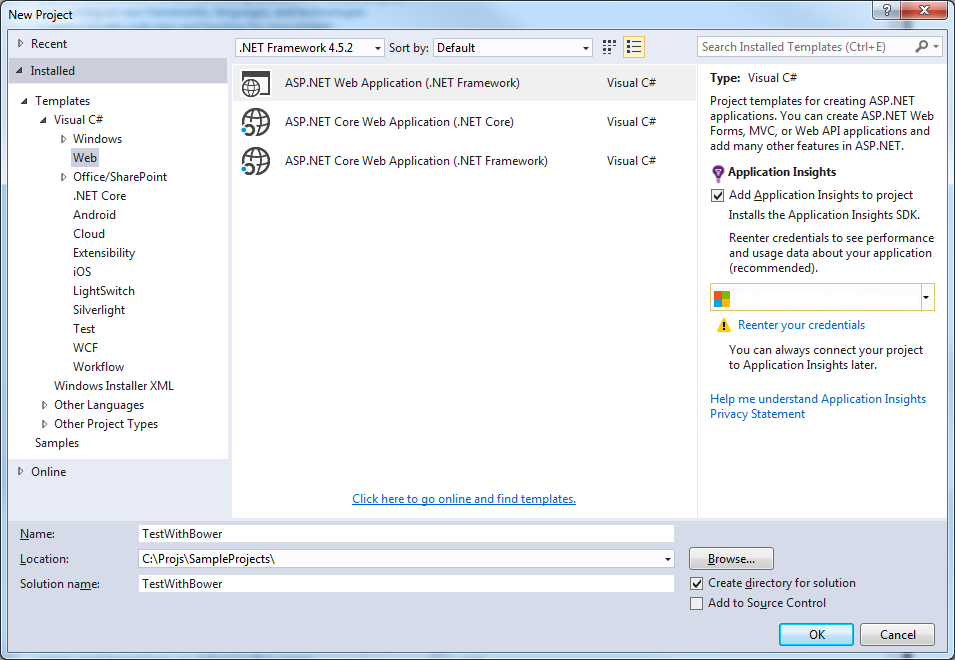 New Project
Recent
Installed
Templates
Visual C#
Windows
Web
Office/SharePoint
.NET Core
Android
Cloud
Extensibility
iOS
LightSwitch
Silverlight
Test
WCF
Workflow
Windows Installer XML
Other Languages
Other Project Types
Samples
Online
.NET Framework 4.5.2 Sort by: Default
ASP.NET Web Application (.NET Framework) Visual C#
ASP.NET Core Web Application (.NET Core) Visual C#
ASP.NET Core Web Application (.NET Framework) Visual C#
Click here to go online and find templates.
Search Installed Templates (Ctrl+E)
Type: Visual C#
Project templates for creating ASP.NET
applications. You can create ASP.NET Web
Forms, MVC, or Web API applications and
add many other features in ASP.NET.
Application Insights
Add Application Insights to project
Installs the Application Insights SDK.
Reenter credentials to see performance
and usage data about your application
(recommended).
Reenter your credentials
You can always connect your project
to Application Insights later.
Help me understand Application Insights
Privacy Statement
Name: TestWithBower
Location: C:\Projs\SampleProjects\ Browse...
Solution name: TestWithBower
Create directory for solution
Add to Source Control
OK Cancel